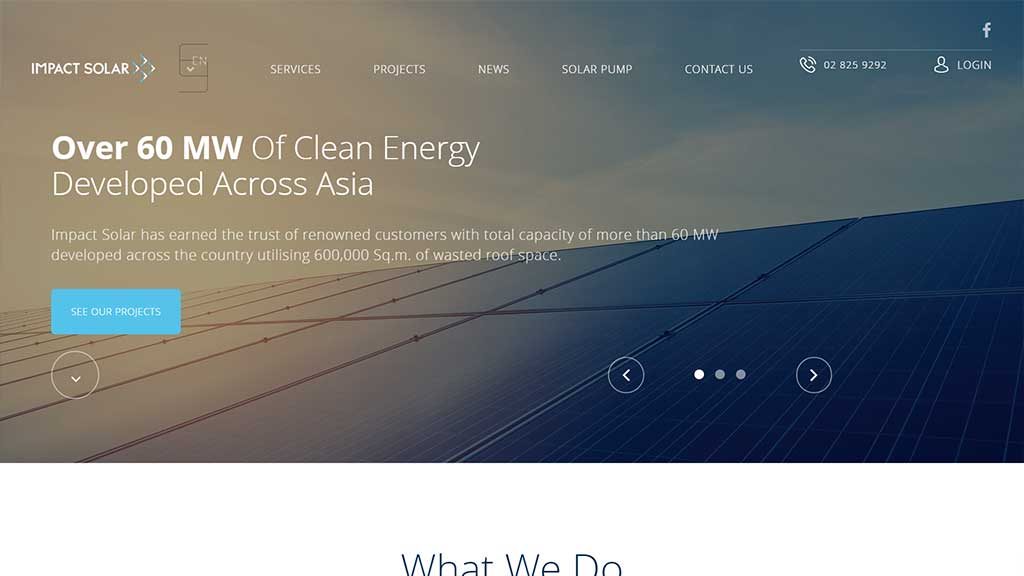 IMPACT SOLAR
EN
SERVICES
PROJECTS
NEWS
SOLAR PUMP
CONTACT US
02 825 9292
LOGIN
Over 60 MW Of Clean Energy
Developed Across Asia
Impact Solar has earned the trust of renowned customers with total capacity of more than 60 MW
developed across the country utilising 600,000 Sq.m. of wasted roof space.
SEE OUR PROJECTS
What We Do